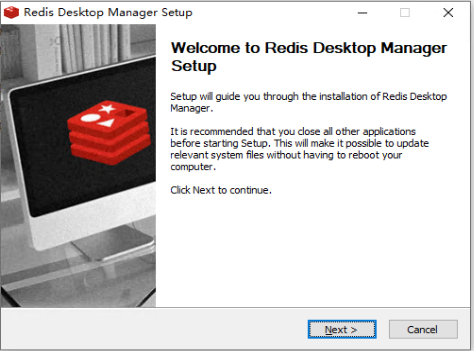 Redis Desktop Manager Setup
Welcome to Redis Desktop Manager
Setup
Setup will guide you through the installation of Redis Desktop
Manager.
It is recommended that you close all other applications
before starting Setup. This will make it possible to update
relevant system files without having to reboot your
computer.
Click Next to continue.
Next >
Cancel